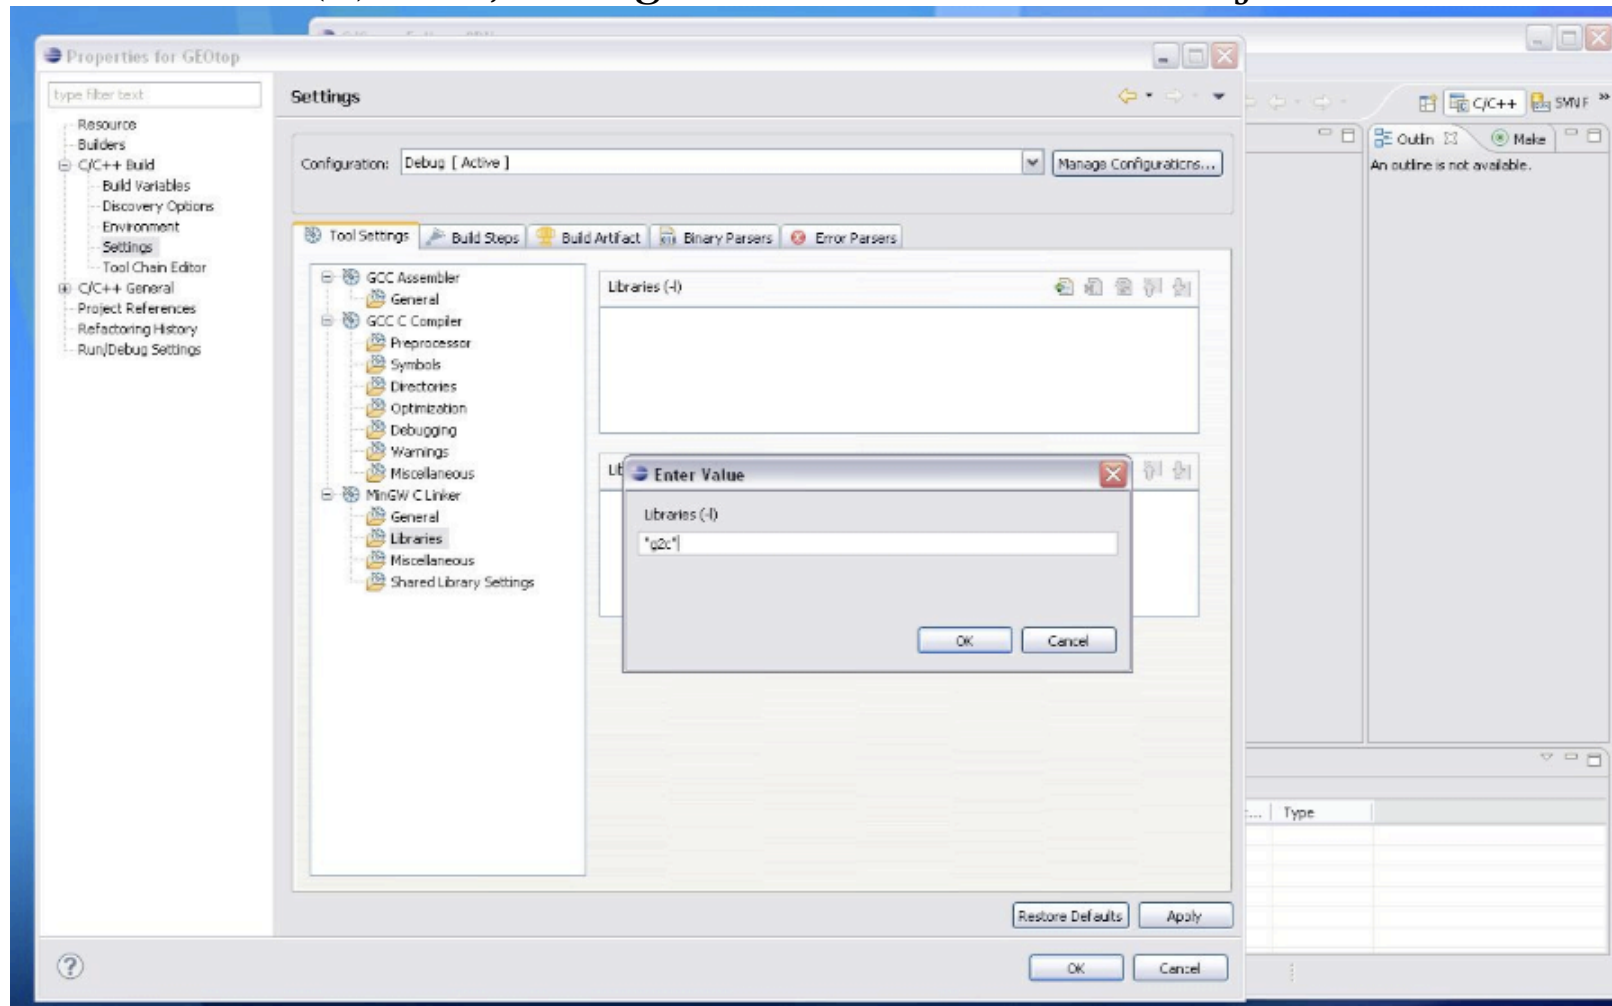 Properties for GEOtop
type filter text
Resource
Builders
C/C++ Build
Build Variables
Discovery Options
Environment
Settings
Tool Chain Editor
C/C++ General
Project References
Refactoring History
Run/Debug Settings
Settings
Configuration: Debug [ Active ]
Manage Configurations...
Tool Settings Build Steps Build Artifact Binary Parsers Error Parsers
GCC Assembler
General
GCC C Compiler
Preprocessor
Symbols
Directories
Optimization
Debugging
Warnings
Miscellaneous
MinGW C Linker
General
Libraries
Miscellaneous
Shared Library Settings
Libraries (-l)
Enter Value
Libraries (-l)
"g2c"
OK Cancel
Restore Defaults Apply
OK Cancel
C/C++ SVN F
Outlin Make
An outline is not available.
Type